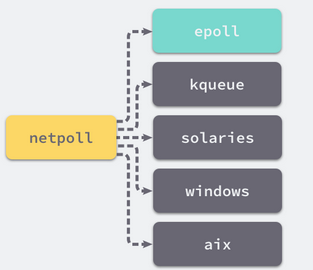 epoll
kqueue
netpoll
solaries
windows
aix